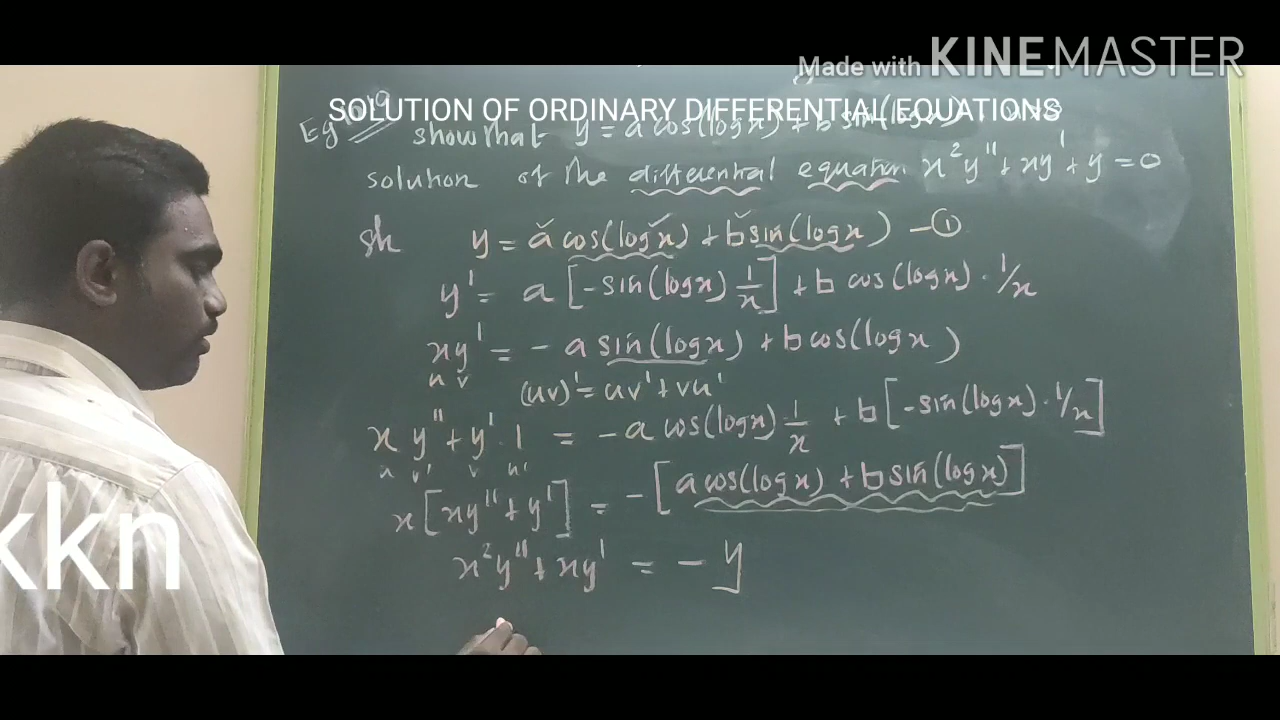 Made with KINEMASTER
SOLUTION OF ORDINARY DIFFERENTIAL EQUATIONS
Eg show that y = a cos(log x) + b sin(log x)
solution of the differential equation x²y'' + xy' + y = 0
y = a cos(log x) + b sin(log x) — ①
y' = a [-sin(log x) 1/x] + b cos(log x) · 1/x
xy' = - a sin(log x) + b cos(log x)
u v (uv)' = uv' + vu'
x y'' + y' · 1 = - a cos(log x) · 1/x + b [-sin(log x) · 1/x]
u v' v u'
x [xy'' + y'] = - [a cos(log x) + b sin(log x)]
x²y'' + xy' = - y
kkn